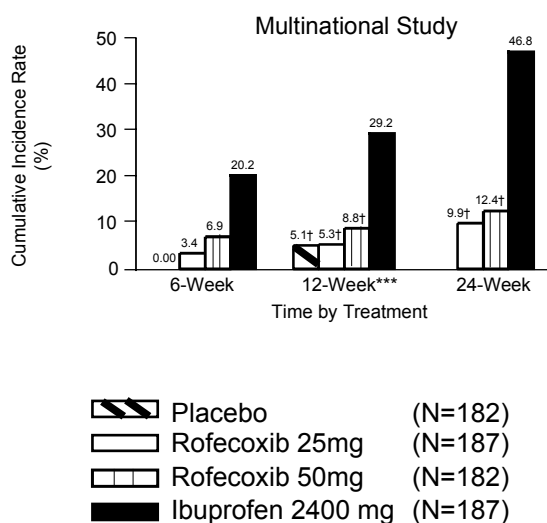 Multinational Study
Cumulative Incidence Rate
(%)
50
40
30
20
10
0
0.00
3.4
6.9
20.2
5.1†
5.3†
8.8†
29.2
9.9†
12.4†
46.8
6-Week
12-Week***
24-Week
Time by Treatment
Placebo (N=182)
Rofecoxib 25mg (N=187)
Rofecoxib 50mg (N=182)
Ibuprofen 2400 mg (N=187)